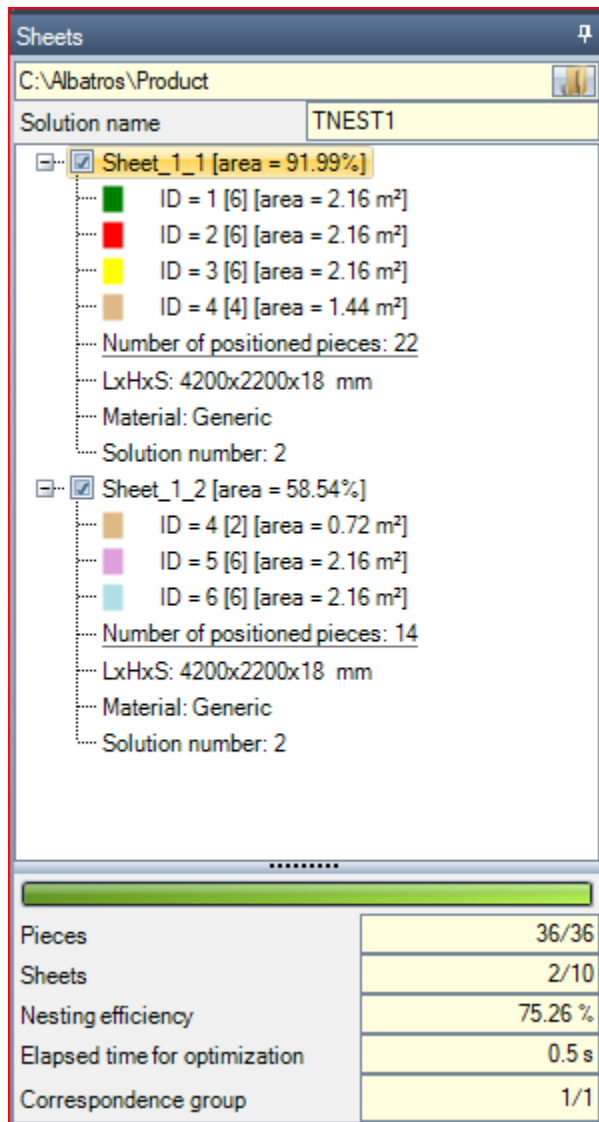 Sheets
C:\Albatros\Product
Solution name TNEST1
Sheet_1_1 [area = 91.99%]
ID = 1 [6] [area = 2.16 m²]
ID = 2 [6] [area = 2.16 m²]
ID = 3 [6] [area = 2.16 m²]
ID = 4 [4] [area = 1.44 m²]
Number of positioned pieces: 22
LxHxS: 4200x2200x18 mm
Material: Generic
Solution number: 2
Sheet_1_2 [area = 58.54%]
ID = 4 [2] [area = 0.72 m²]
ID = 5 [6] [area = 2.16 m²]
ID = 6 [6] [area = 2.16 m²]
Number of positioned pieces: 14
LxHxS: 4200x2200x18 mm
Material: Generic
Solution number: 2
Pieces 36/36
Sheets 2/10
Nesting efficiency 75.26 %
Elapsed time for optimization 0.5 s
Correspondence group 1/1